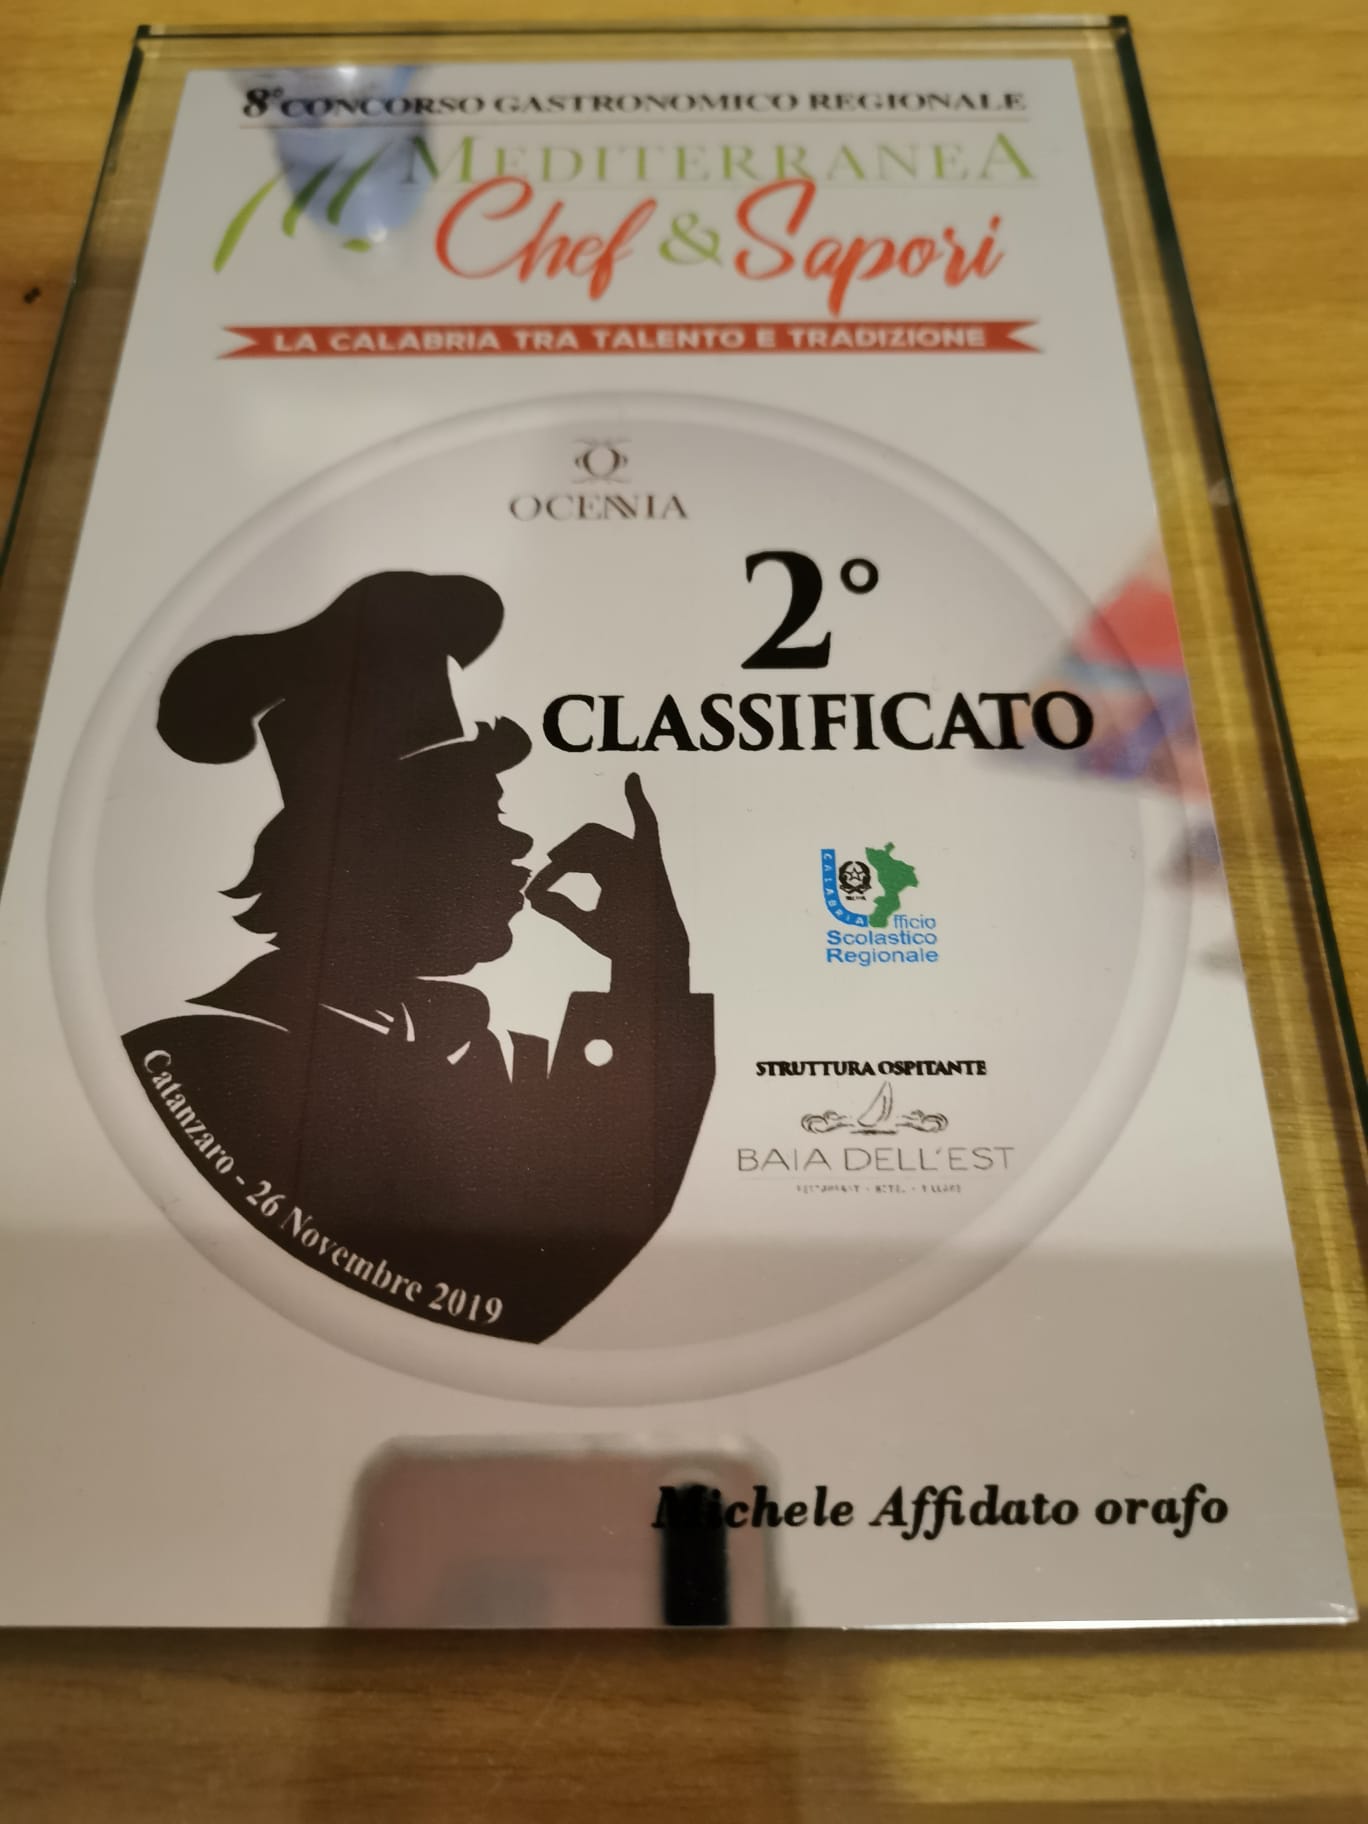 8° CONCORSO GASTRONOMICO REGIONALE
MEDITERRANEA
Chef & Sapori
LA CALABRIA TRA TALENTO E TRADIZIONE
OCENNIA
2°
CLASSIFICATO
CALABRIA
Ufficio
Scolastico
Regionale
STRUTTURA OSPITANTE
BAIA DELL'EST
Catanzaro - 26 Novembre 2019
Michele Affidato orafo